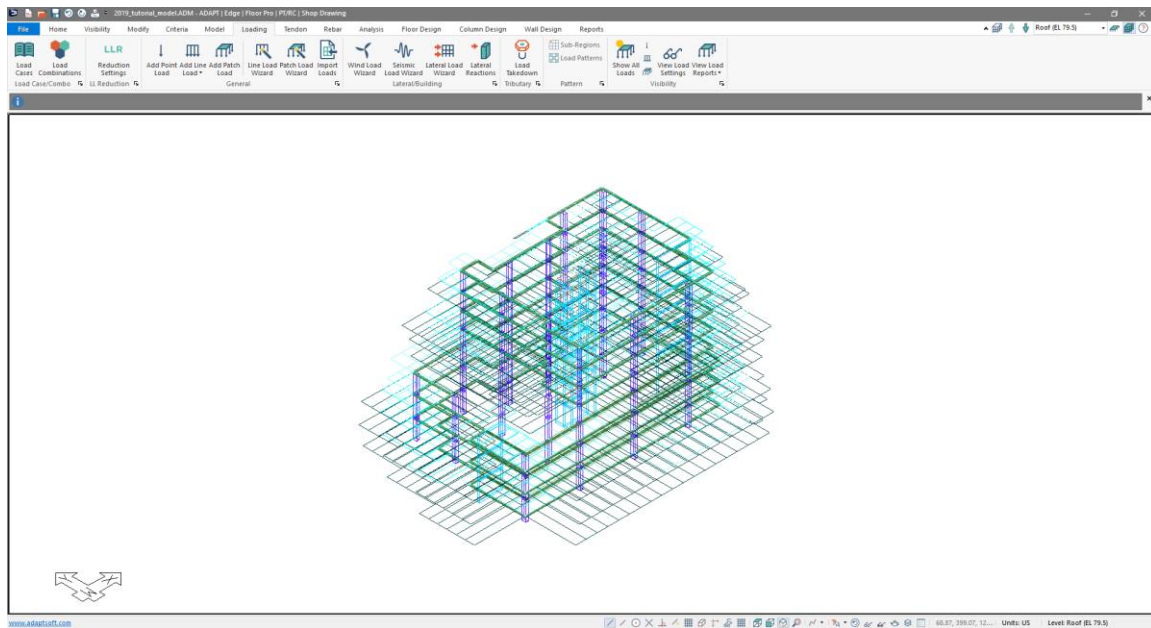 2019_tutorial_model.ADM - ADAPT | Edge | Floor Pro | PT/RC | Shop Drawing
File Home Visibility Modify Criteria Model Loading Tendon Rebar Analysis Floor Design Column Design Wall Design Reports
Roof (EL 79.5)
LLR
Sub-Regions
Load Patterns
Load Load Reduction Add Point Add Line Add Patch Line Load Patch Load Import Wind Load Seismic Lateral Load Lateral Load Show All View Load View Load
Cases Combinations Settings Load Load Load Wizard Wizard Loads Wizard Load Wizard Wizard Reactions Takedown Loads Settings Reports
Load Case/Combo LL Reduction General Lateral/Building Tributary Pattern Visibility
www.adaptsoft.com
Units: US Level: Roof (EL 79.5)